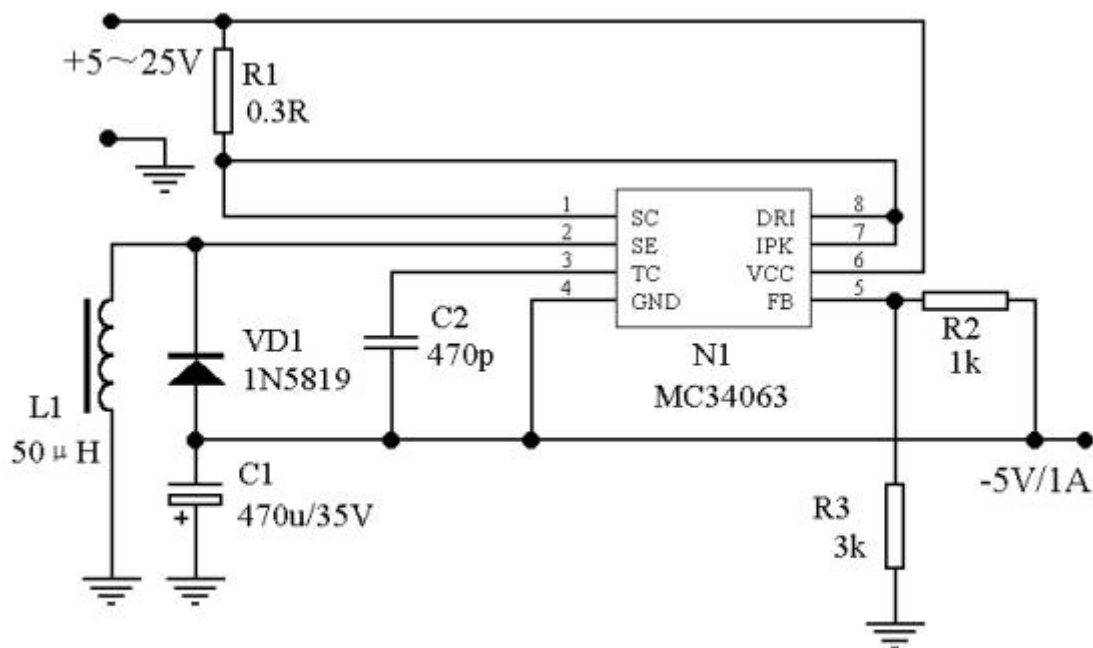 +5～25V
R1
0.3R
1
SC
DRI
8
2
SE
IPK
7
3
TC
VCC
6
4
GND
FB
5
C2
470p
N1
MC34063
R2
1k
VD1
1N5819
L1
50μH
C1
470u/35V
+
-5V/1A
R3
3k